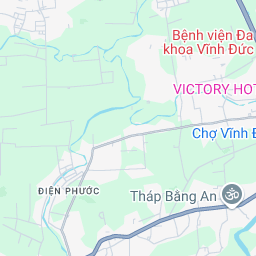 Bệnh viện Đa
khoa Vĩnh Đức
VICTORY HOT
Chợ Vĩnh Đ
ĐIỆN PHƯỚC
Tháp Bằng An